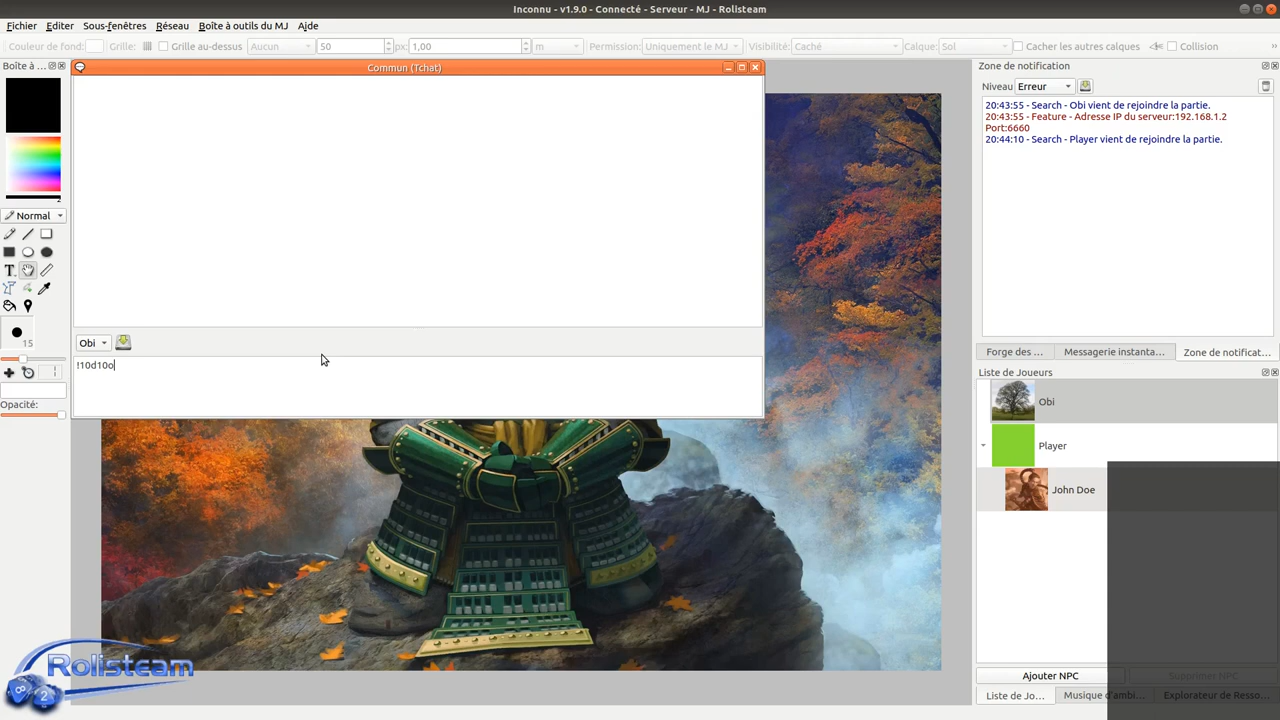 Inconnu - v1.9.0 - Connecté - Serveur - MJ - Rolisteam
Fichier Editer Sous-fenêtres Réseau Boîte à outils du MJ Aide
Couleur de fond: Grille: Grille au-dessus Aucun 50 px: 1,00 m Permission: Uniquement le MJ Visibilité: Caché Calque: Sol Cacher les autres calques Collision
Boîte à ...
Commun (Tchat)
Zone de notification
Niveau Erreur
20:43:55 - Search - Obi vient de rejoindre la partie.
20:43:55 - Feature - Adresse IP du serveur:192.168.1.2
Port:6660
20:44:10 - Search - Player vient de rejoindre la partie.
Normal
T
15
Opacité:
Obi
!10d10o
Forge des ... Messagerie instanta... Zone de notificat...
Liste de Joueurs
Obi
Player
John Doe
Ajouter NPC Supprimer NPC
Liste de Jo... Musique d'ambi... Explorateur de Resso...
Rolisteam
8 2